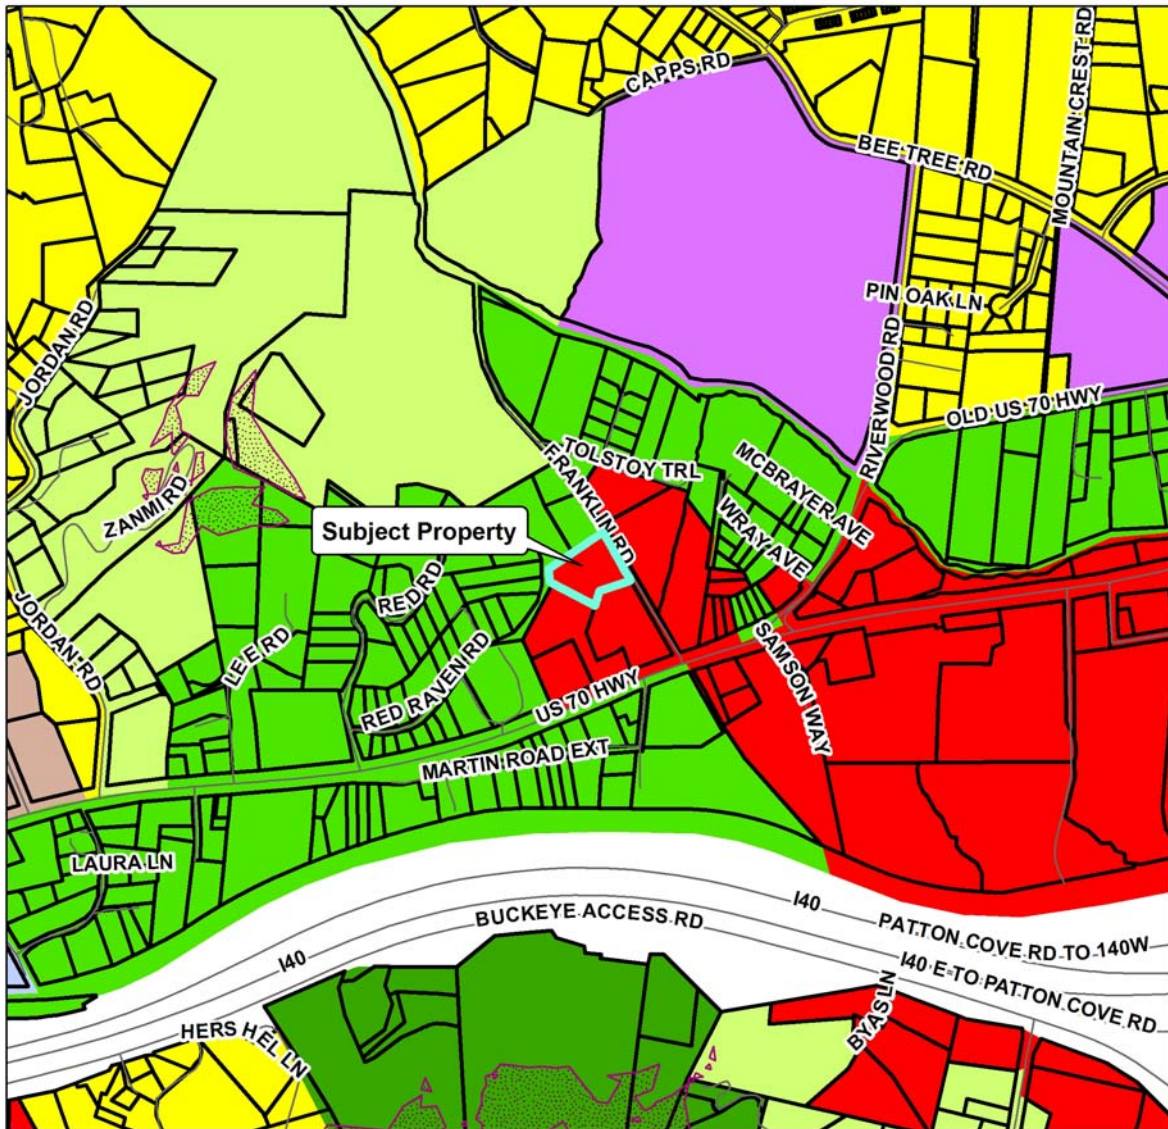 CAPPS RD
MOUNTAIN CREST RD
BEE TREE RD
PIN OAK LN
JORDAN RD
RIVERWOOD RD
OLD US 70 HWY
TOLSTOY TRL
FRANKLIN RD
MCBRAYER AVE
ZANMI RD
WRAY AVE
Subject Property
RED RD
JORDAN RD
LEE RD
RED RAVEN RD
SAMSON WAY
US 70 HWY
MARTIN ROAD EXT
LAURA LN
I40
BUCKEYE ACCESS RD
PATTON COVE RD TO 140W
I40
I40 E TO PATTON COVE RD
BYAS LN
HERSHEL LN